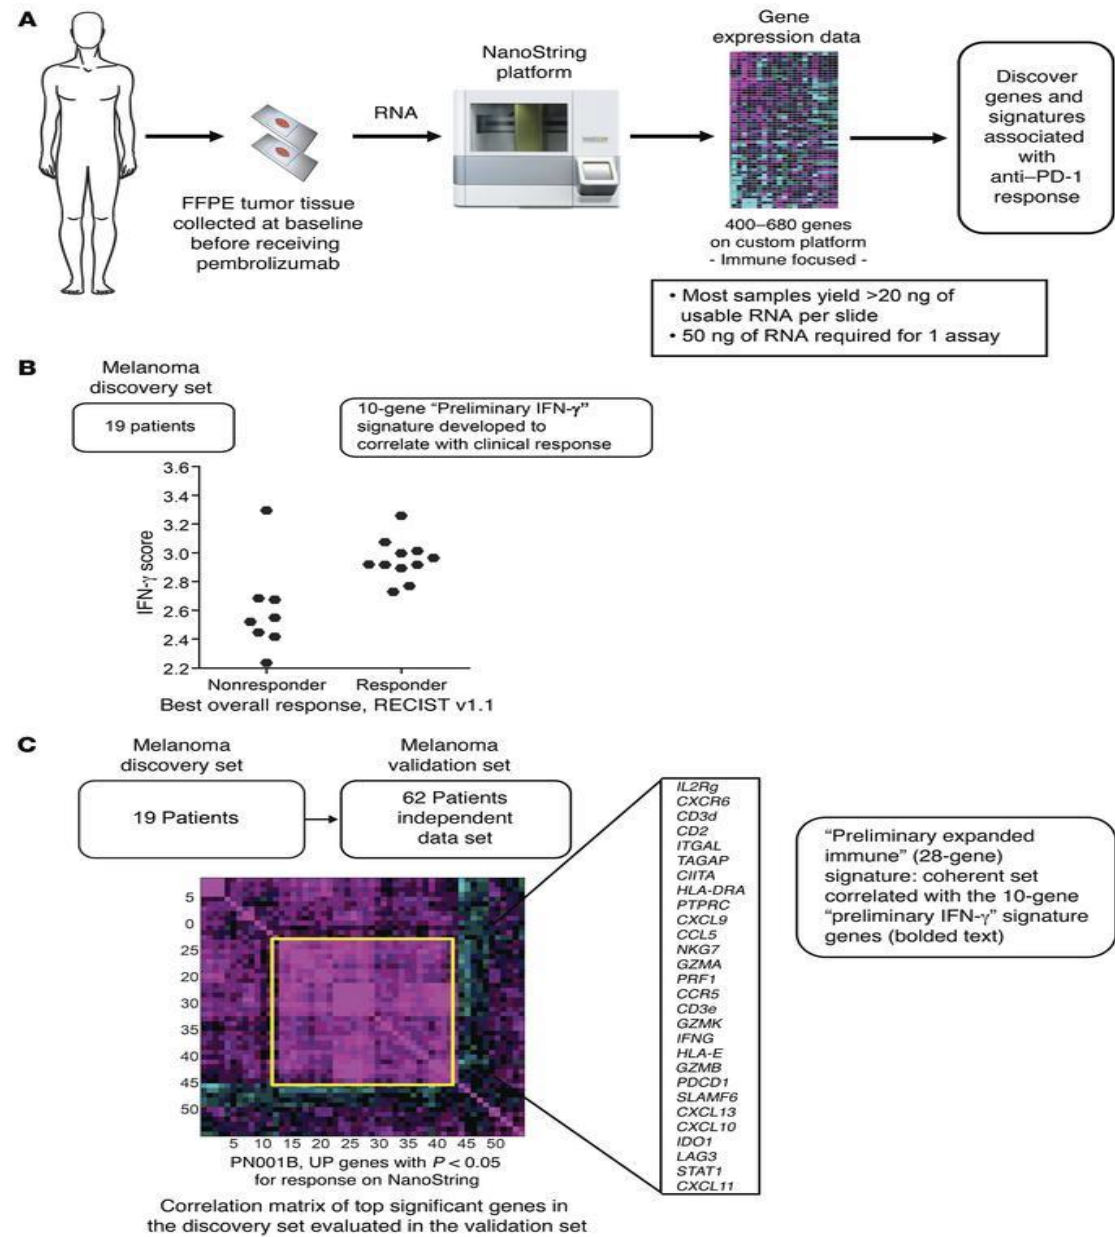 A
FFPE tumor tissue
collected at baseline
before receiving
pembrolizumab
RNA
NanoString
platform
Gene
expression data
400–680 genes
on custom platform
- Immune focused -
Discover
genes and
signatures
associated
with
anti–PD-1
response
• Most samples yield >20 ng of
usable RNA per slide
• 50 ng of RNA required for 1 assay
B
Melanoma
discovery set
19 patients
10-gene “Preliminary IFN-γ”
signature developed to
correlate with clinical response
IFN-γ score
3.6
3.4
3.2
3.0
2.8
2.6
2.4
2.2
Nonresponder
Responder
Best overall response, RECIST v1.1
C
Melanoma
discovery set
19 Patients
Melanoma
validation set
62 Patients
independent
data set
5
0
25
20
30
35
40
45
50
5 10 15 20 25 30 35 40 45 50
PN001B, UP genes with P < 0.05
for response on NanoString
Correlation matrix of top significant genes in
the discovery set evaluated in the validation set
IL2Rg
CXCR6
CD3d
CD2
ITGAL
TAGAP
CIITA
HLA-DRA
PTPRC
CXCL9
CCL5
NKG7
GZMA
PRF1
CCR5
CD3e
GZMK
IFNG
HLA-E
GZMB
PDCD1
SLAMF6
CXCL13
CXCL10
IDO1
LAG3
STAT1
CXCL11
“Preliminary expanded
immune” (28-gene)
signature: coherent set
correlated with the 10-gene
“preliminary IFN-γ” signature
genes (bolded text)